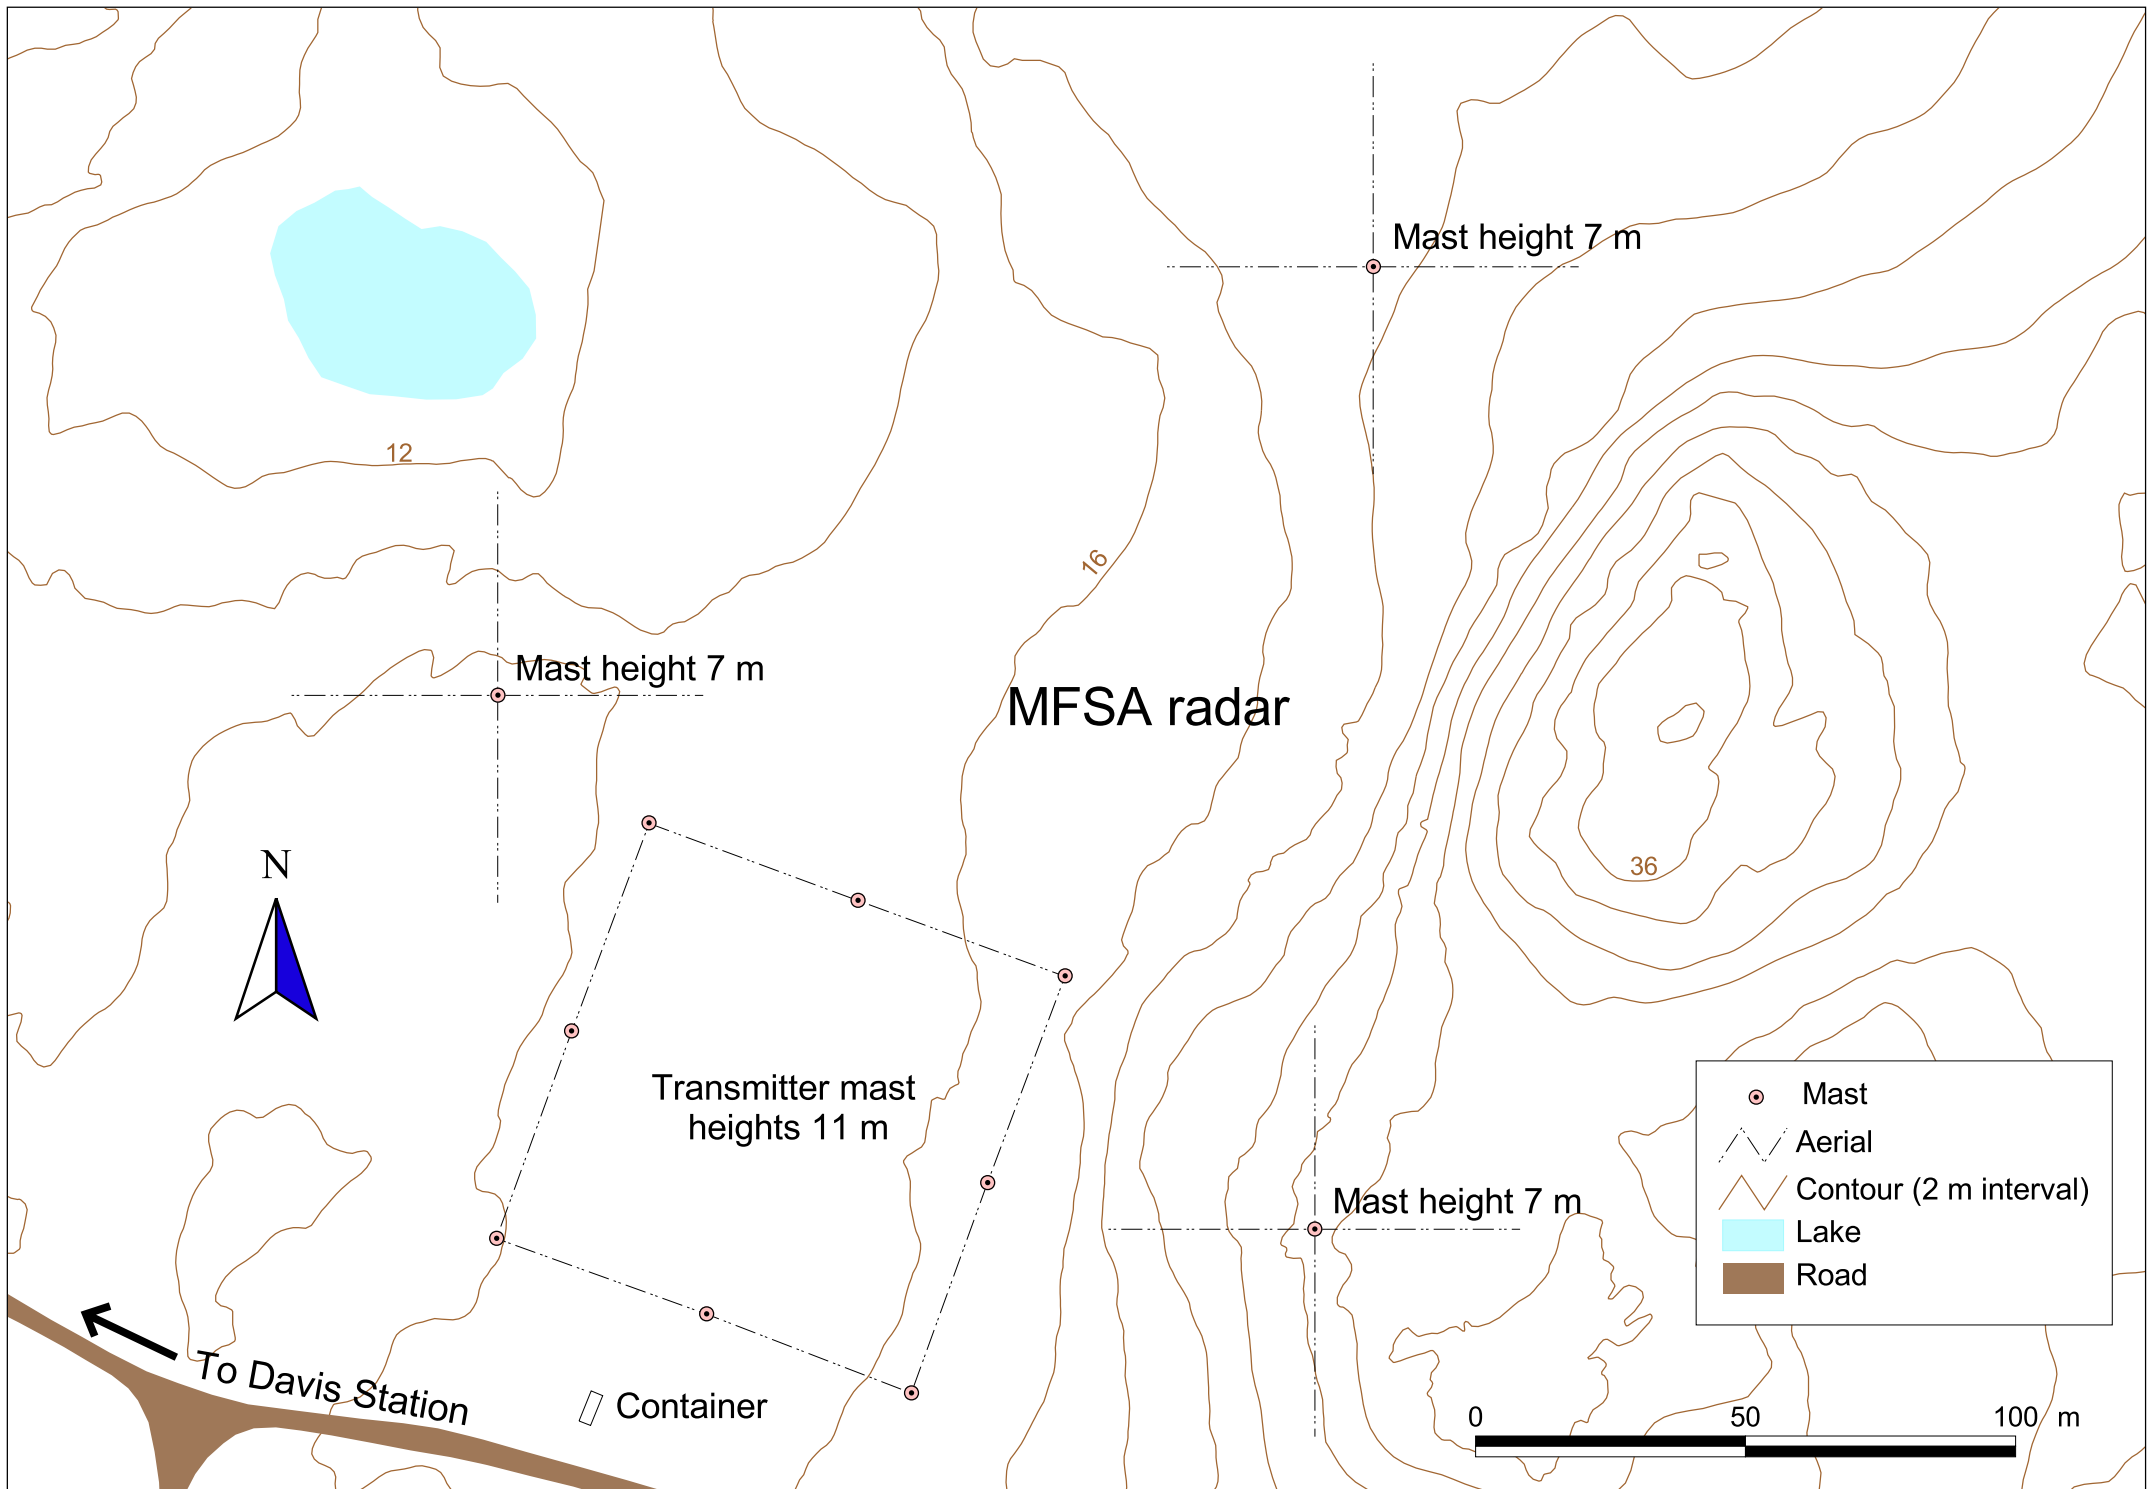 Mast height 7 m
12
16
Mast height 7 m
MFSA radar
N
36
Transmitter mast
heights 11 m
Mast height 7 m
To Davis Station
Container
Mast
Aerial
Contour (2 m interval)
Lake
Road
0 50 100 m